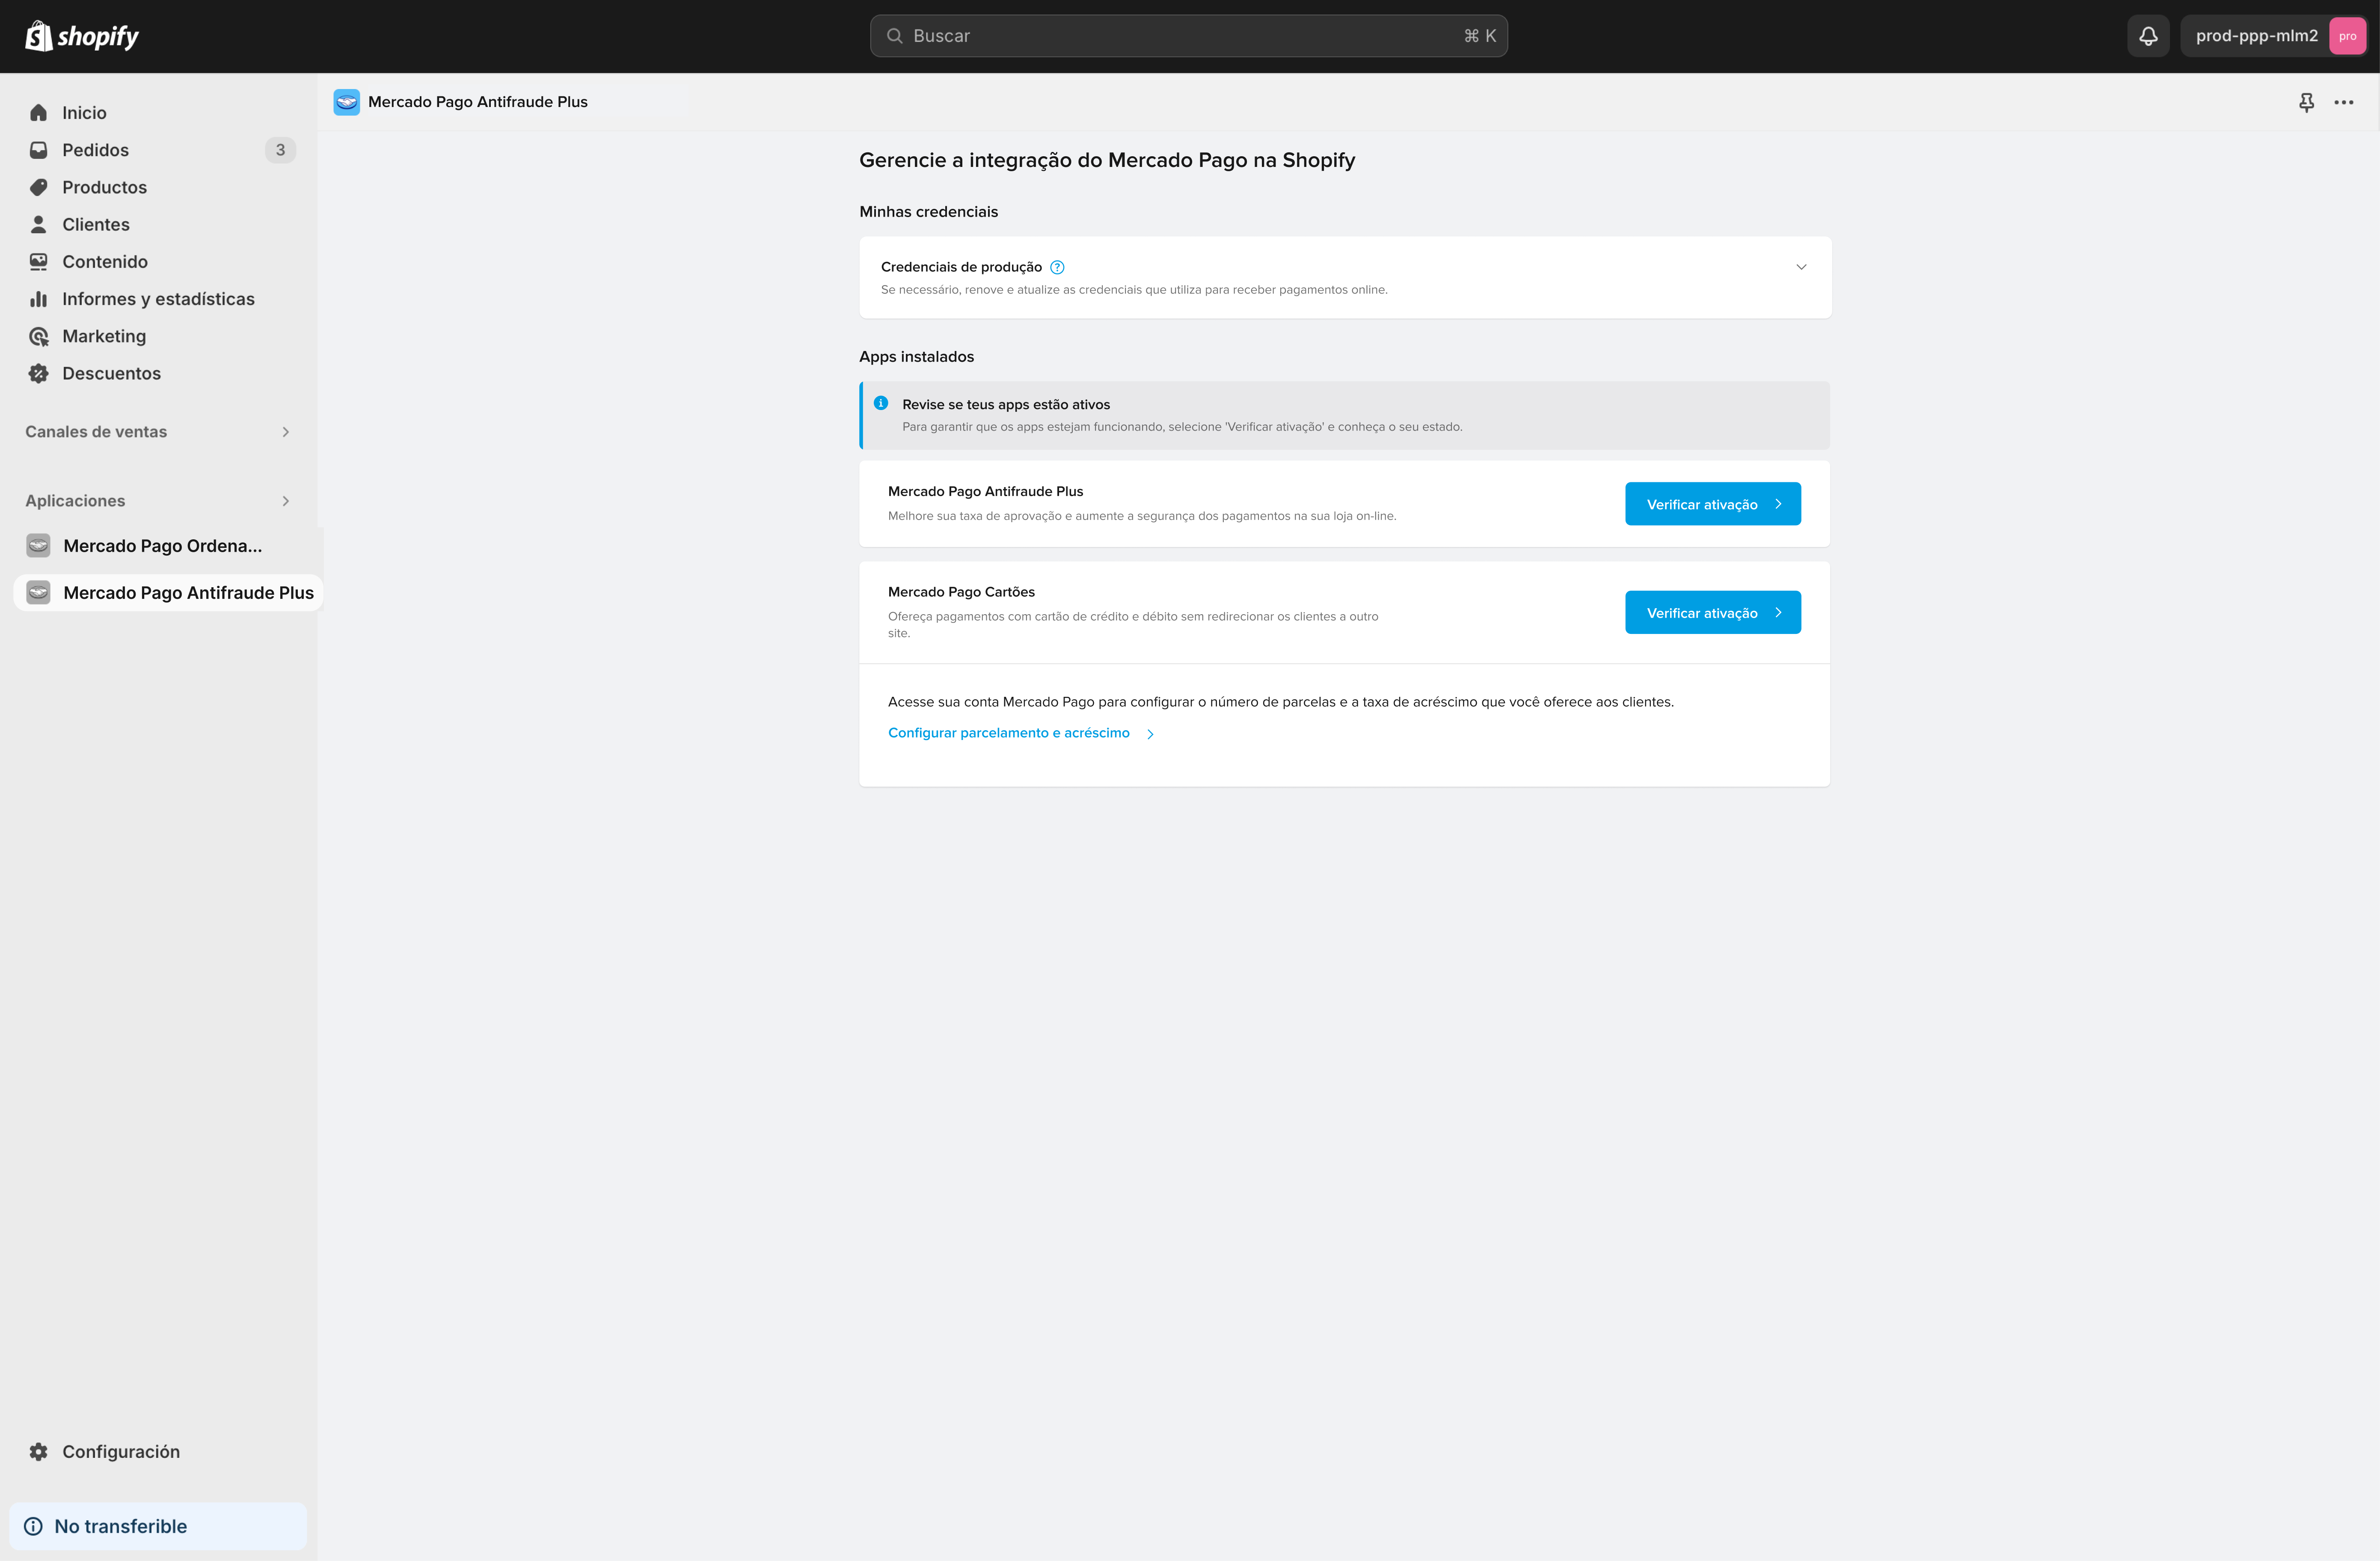 shopify
Buscar
⌘ K
prod-ppp-mlm2
pro
Inicio
Pedidos
3
Productos
Clientes
Contenido
Informes y estadísticas
Marketing
Descuentos
Canales de ventas
Aplicaciones
Mercado Pago Ordena...
Mercado Pago Antifraude Plus
Configuración
No transferible
Mercado Pago Antifraude Plus
Gerencie a integração do Mercado Pago na Shopify
Minhas credenciais
Credenciais de produção
Se necessário, renove e atualize as credenciais que utiliza para receber pagamentos online.
Apps instalados
Revise se teus apps estão ativos
Para garantir que os apps estejam funcionando, selecione 'Verificar ativação' e conheça o seu estado.
Mercado Pago Antifraude Plus
Melhore sua taxa de aprovação e aumente a segurança dos pagamentos na sua loja on-line.
Verificar ativação
Mercado Pago Cartões
Ofereça pagamentos com cartão de crédito e débito sem redirecionar os clientes a outro
site.
Verificar ativação
Acesse sua conta Mercado Pago para configurar o número de parcelas e a taxa de acréscimo que você oferece aos clientes.
Configurar parcelamento e acréscimo